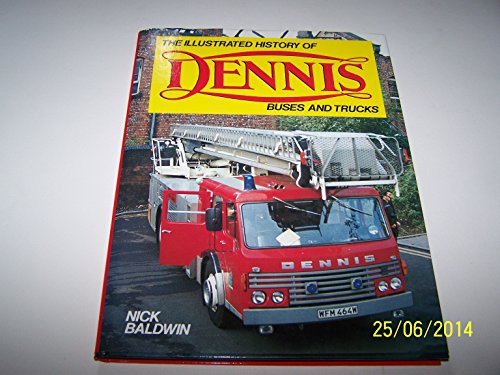 THE ILLUSTRATED HISTORY OF
DENNIS
BUSES AND TRUCKS
DENNIS
WFM 464W
NICK
BALDWIN
25/06/2014